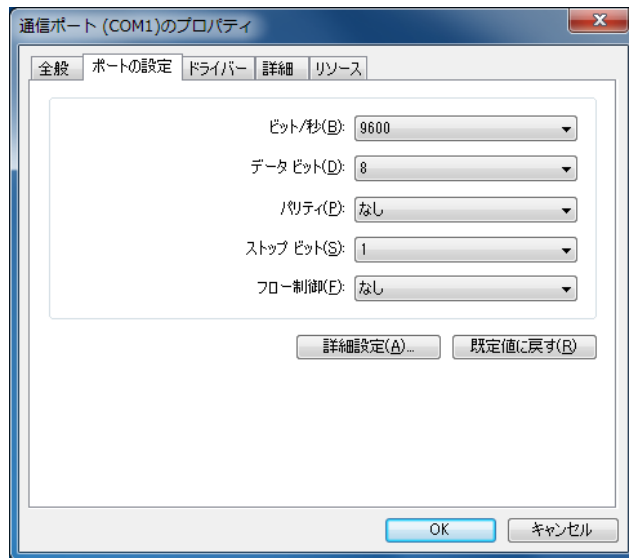 通信ポート (COM1)のプロパティ
全般 ポートの設定 ドライバー 詳細 リソース
ビット/秒(B): 9600
データ ビット(D): 8
パリティ(P): なし
ストップ ビット(S): 1
フロー制御(F): なし
詳細設定(A)... 既定値に戻す(R)
OK キャンセル